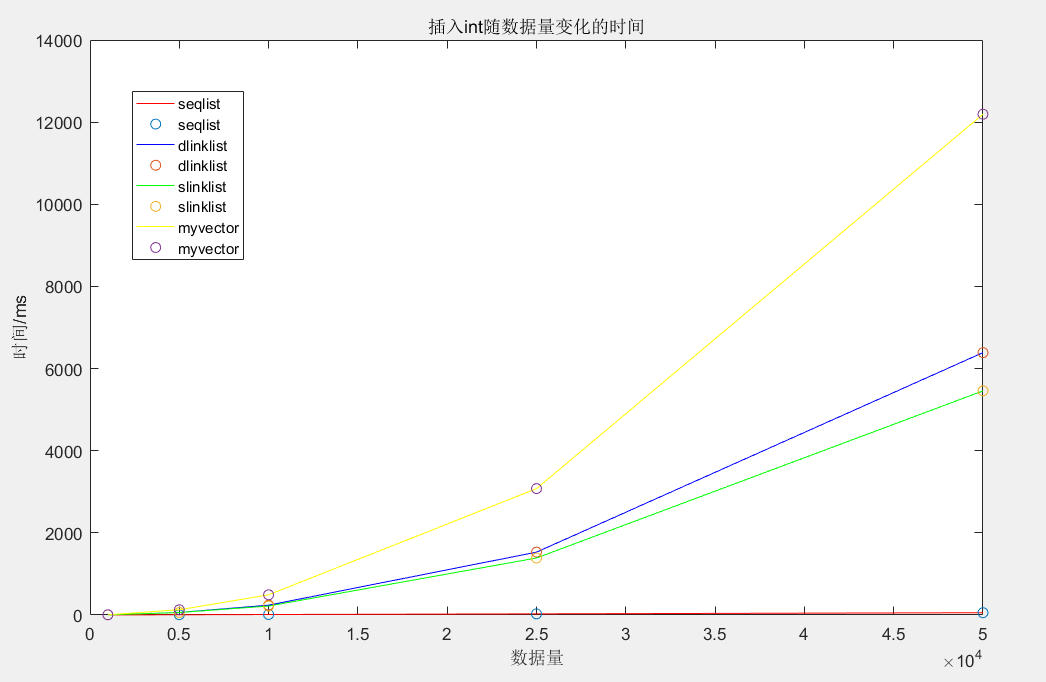 插入int随数据量变化的时间
14000
12000
10000
8000
6000
4000
2000
0
时间/ms
seqlist
seqlist
dlinklist
dlinklist
slinklist
slinklist
myvector
myvector
0 0.5 1 1.5 2 2.5 3 3.5 4 4.5 5
数据量
×10⁴